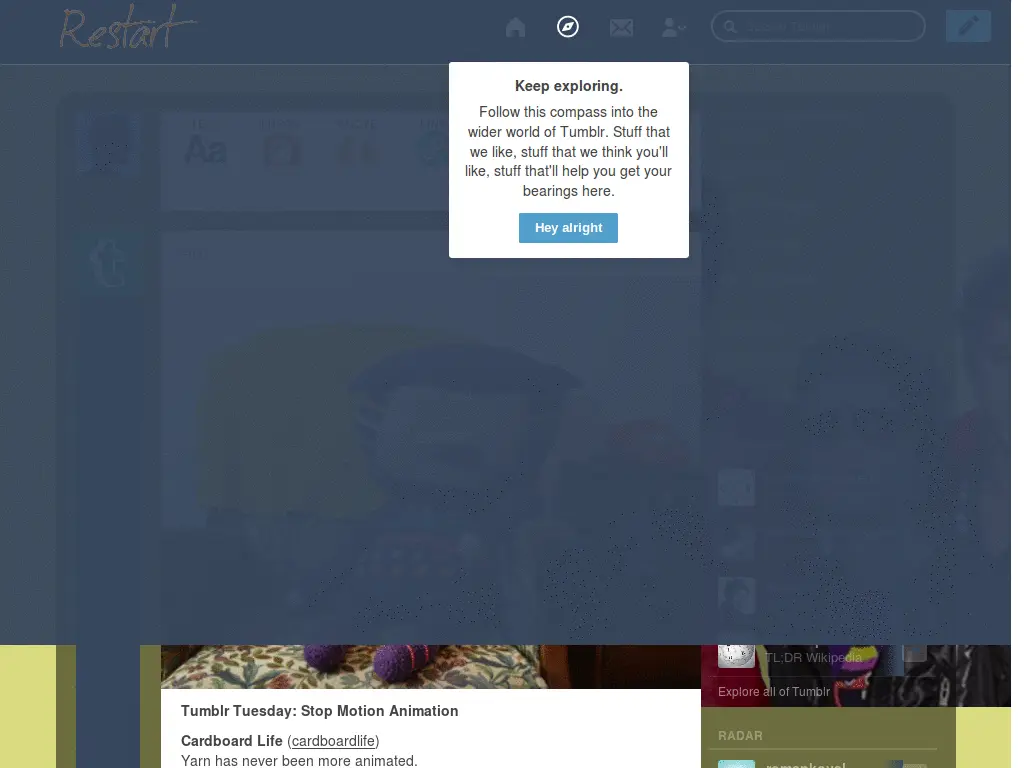 Restart
Keep exploring.
Follow this compass into the
wider world of Tumblr. Stuff that
we like, stuff that we think you'll
like, stuff that'll help you get your
bearings here.
Hey alright
Aa
t
TL;DR Wikipedia
Explore all of Tumblr
Tumblr Tuesday: Stop Motion Animation
Cardboard Life (cardboardlife)
Yarn has never been more animated.
RADAR